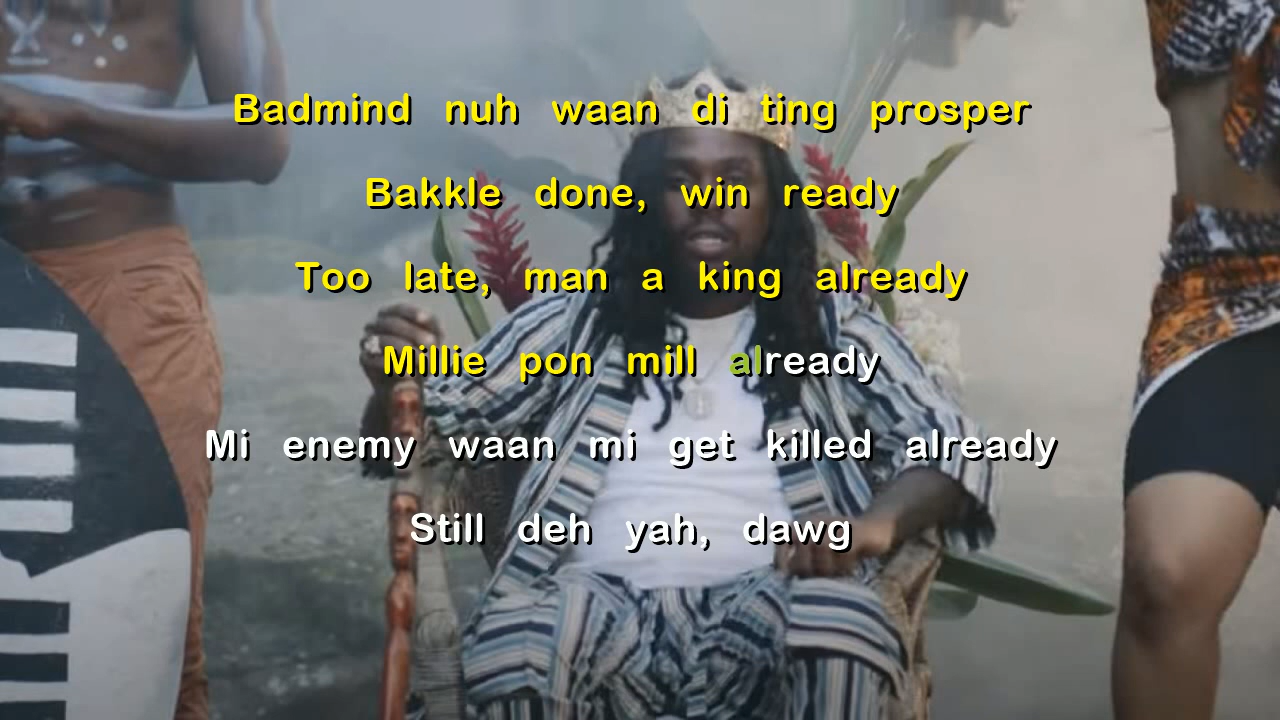 Badmind nuh waan di ting prosper
Bakkle done, win ready
Too late, man a king already
Millie pon mill already
Mi enemy waan mi get killed already
Still deh yah, dawg